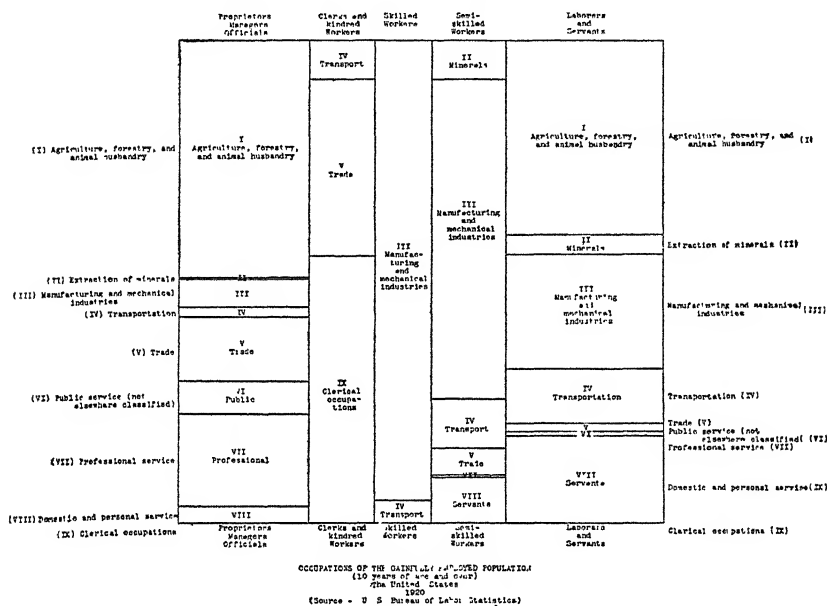 Proprietors
Managers
Officials
Clerks and
kindred
Workers
Skilled
Workers
Semi-
skilled
Workers
Laborers
and
Servants
(I) Agriculture, forestry, and
animal husbandry
(II) Extraction of minerals
(III) Manufacturing and mechanical
industries
(IV) Transportation
(V) Trade
(VI) Public service (not
elsewhere classified)
(VII) Professional service
(VIII) Domestic and personal service
(IX) Clerical occupations
I
Agriculture, forestry,
and animal husbandry
II
III
IV
V
Trade
VI
Public
VII
Professional
VIII
IV
Transport
V
Trade
IX
Clerical
occupa-
tions
III
Manufac-
turing
and
mechanical
industries
IV
Transport
II
Minerals
III
Manufacturing
and
mechanical
industries
IV
Transport
V
Trade
VII
VIII
Servants
I
Agriculture, forestry,
and animal husbandry
II
Minerals
III
Manufacturing
and
mechanical
industries
IV
Transportation
V
VI
VIII
Servants
Agriculture, forestry, and
animal husbandry (I)
Extraction of minerals (II)
Manufacturing and mechanical
industries (III)
Transportation (IV)
Trade (V)
Public service (not
elsewhere classified) (VI)
Professional service (VII)
Domestic and personal service (IX)
Clerical occupations (IX)
Proprietors
Managers
Officials
Clerks and
kindred
Workers
Skilled
Workers
Semi-
skilled
Workers
Laborers
and
Servants
OCCUPATIONS OF THE GAINFULLY EMPLOYED POPULATION
(10 years of age and over)
The United States
1920
(Source - U S Bureau of Labor Statistics)